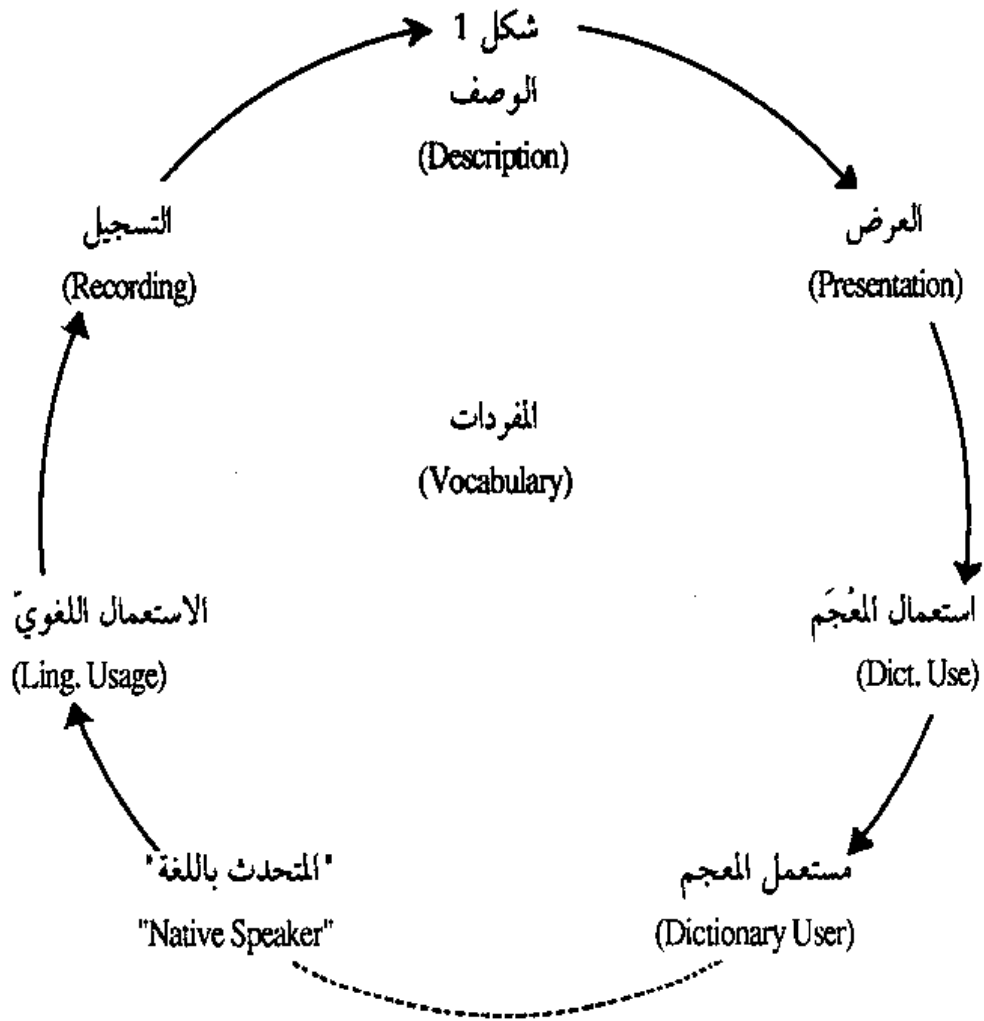 شكل 1
الوصف
(Description)
التسجيل
(Recording)
العرض
(Presentation)
المفردات
(Vocabulary)
الاستعمال اللغويّ
(Ling. Usage)
استعمال المُعْجَم
(Dict. Use)
"المتحدث باللغة"
"Native Speaker"
مستعمل المعجم
(Dictionary User)